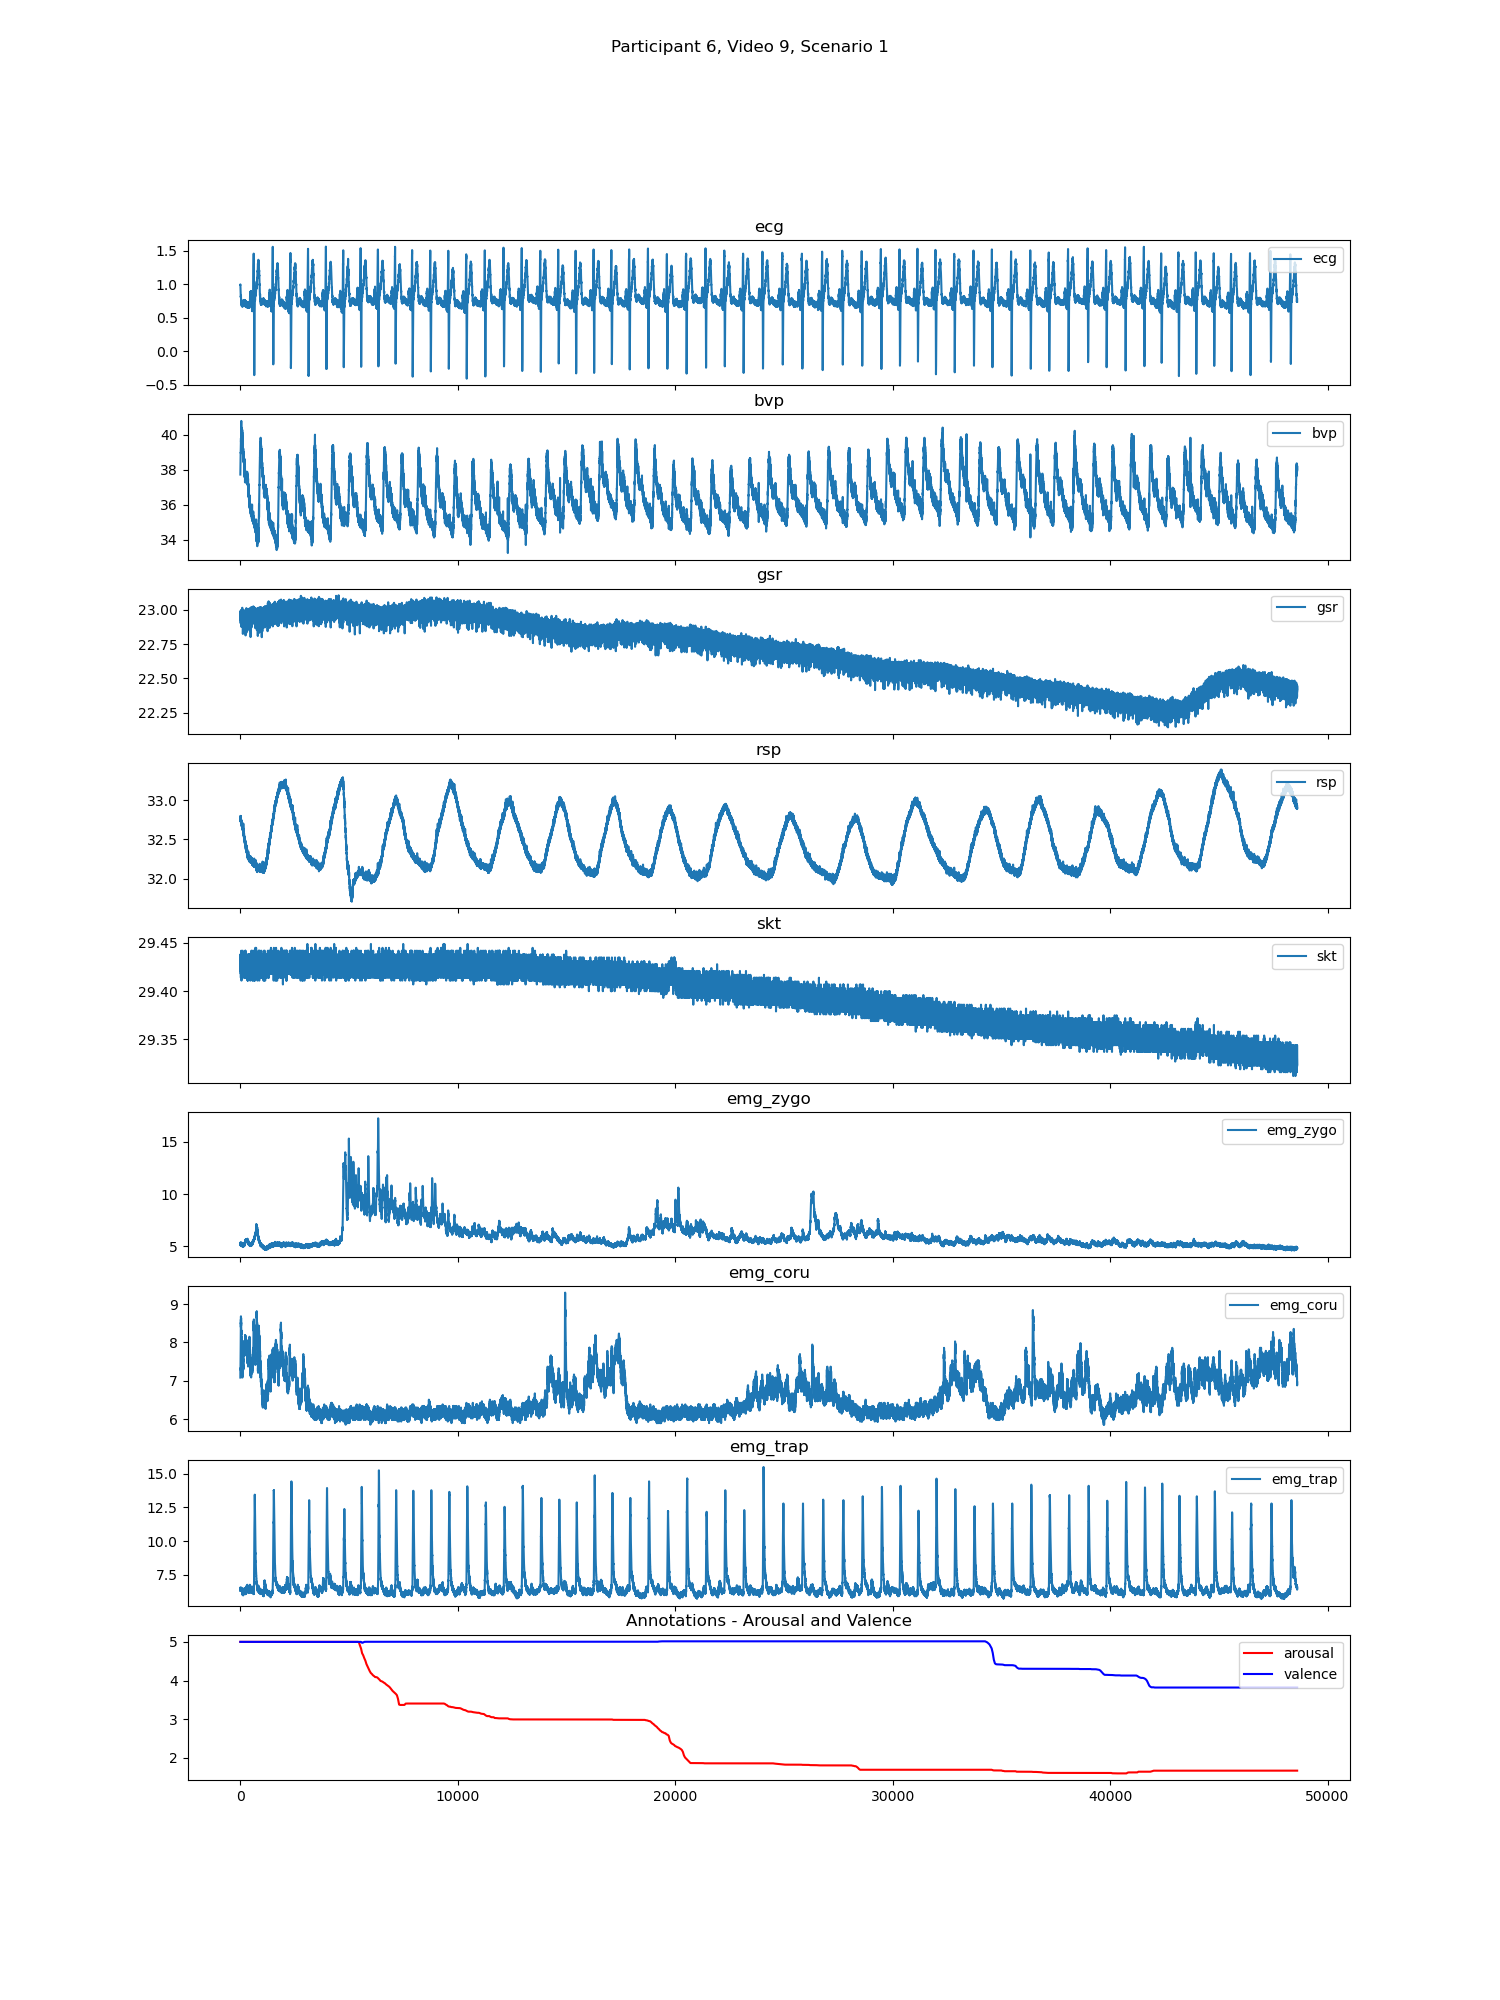 Participant 6, Video 9, Scenario 1
ecg
1.5
1.0
0.5
0.0
−0.5
ecg
bvp
40
38
36
34
bvp
gsr
23.00
22.75
22.50
22.25
gsr
rsp
33.0
32.5
32.0
rsp
skt
29.45
29.40
29.35
skt
emg_zygo
15
10
5
emg_zygo
emg_coru
9
8
7
6
emg_coru
emg_trap
15.0
12.5
10.0
7.5
emg_trap
Annotations - Arousal and Valence
5
4
3
2
arousal
valence
0 10000 20000 30000 40000 50000